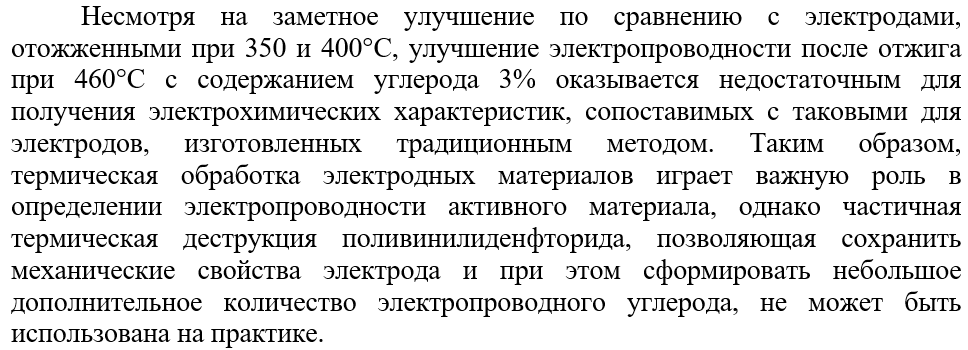 Несмотря на заметное улучшение по сравнению с электродами,
отожженными при 350 и 400°С, улучшение электропроводности после отжига
при 460°С с содержанием углерода 3% оказывается недостаточным для
получения электрохимических характеристик, сопоставимых с таковыми для
электродов, изготовленных традиционным методом. Таким образом,
термическая обработка электродных материалов играет важную роль в
определении электропроводности активного материала, однако частичная
термическая деструкция поливинилиденфторида, позволяющая сохранить
механические свойства электрода и при этом сформировать небольшое
дополнительное количество электропроводного углерода, не может быть
использована на практике.